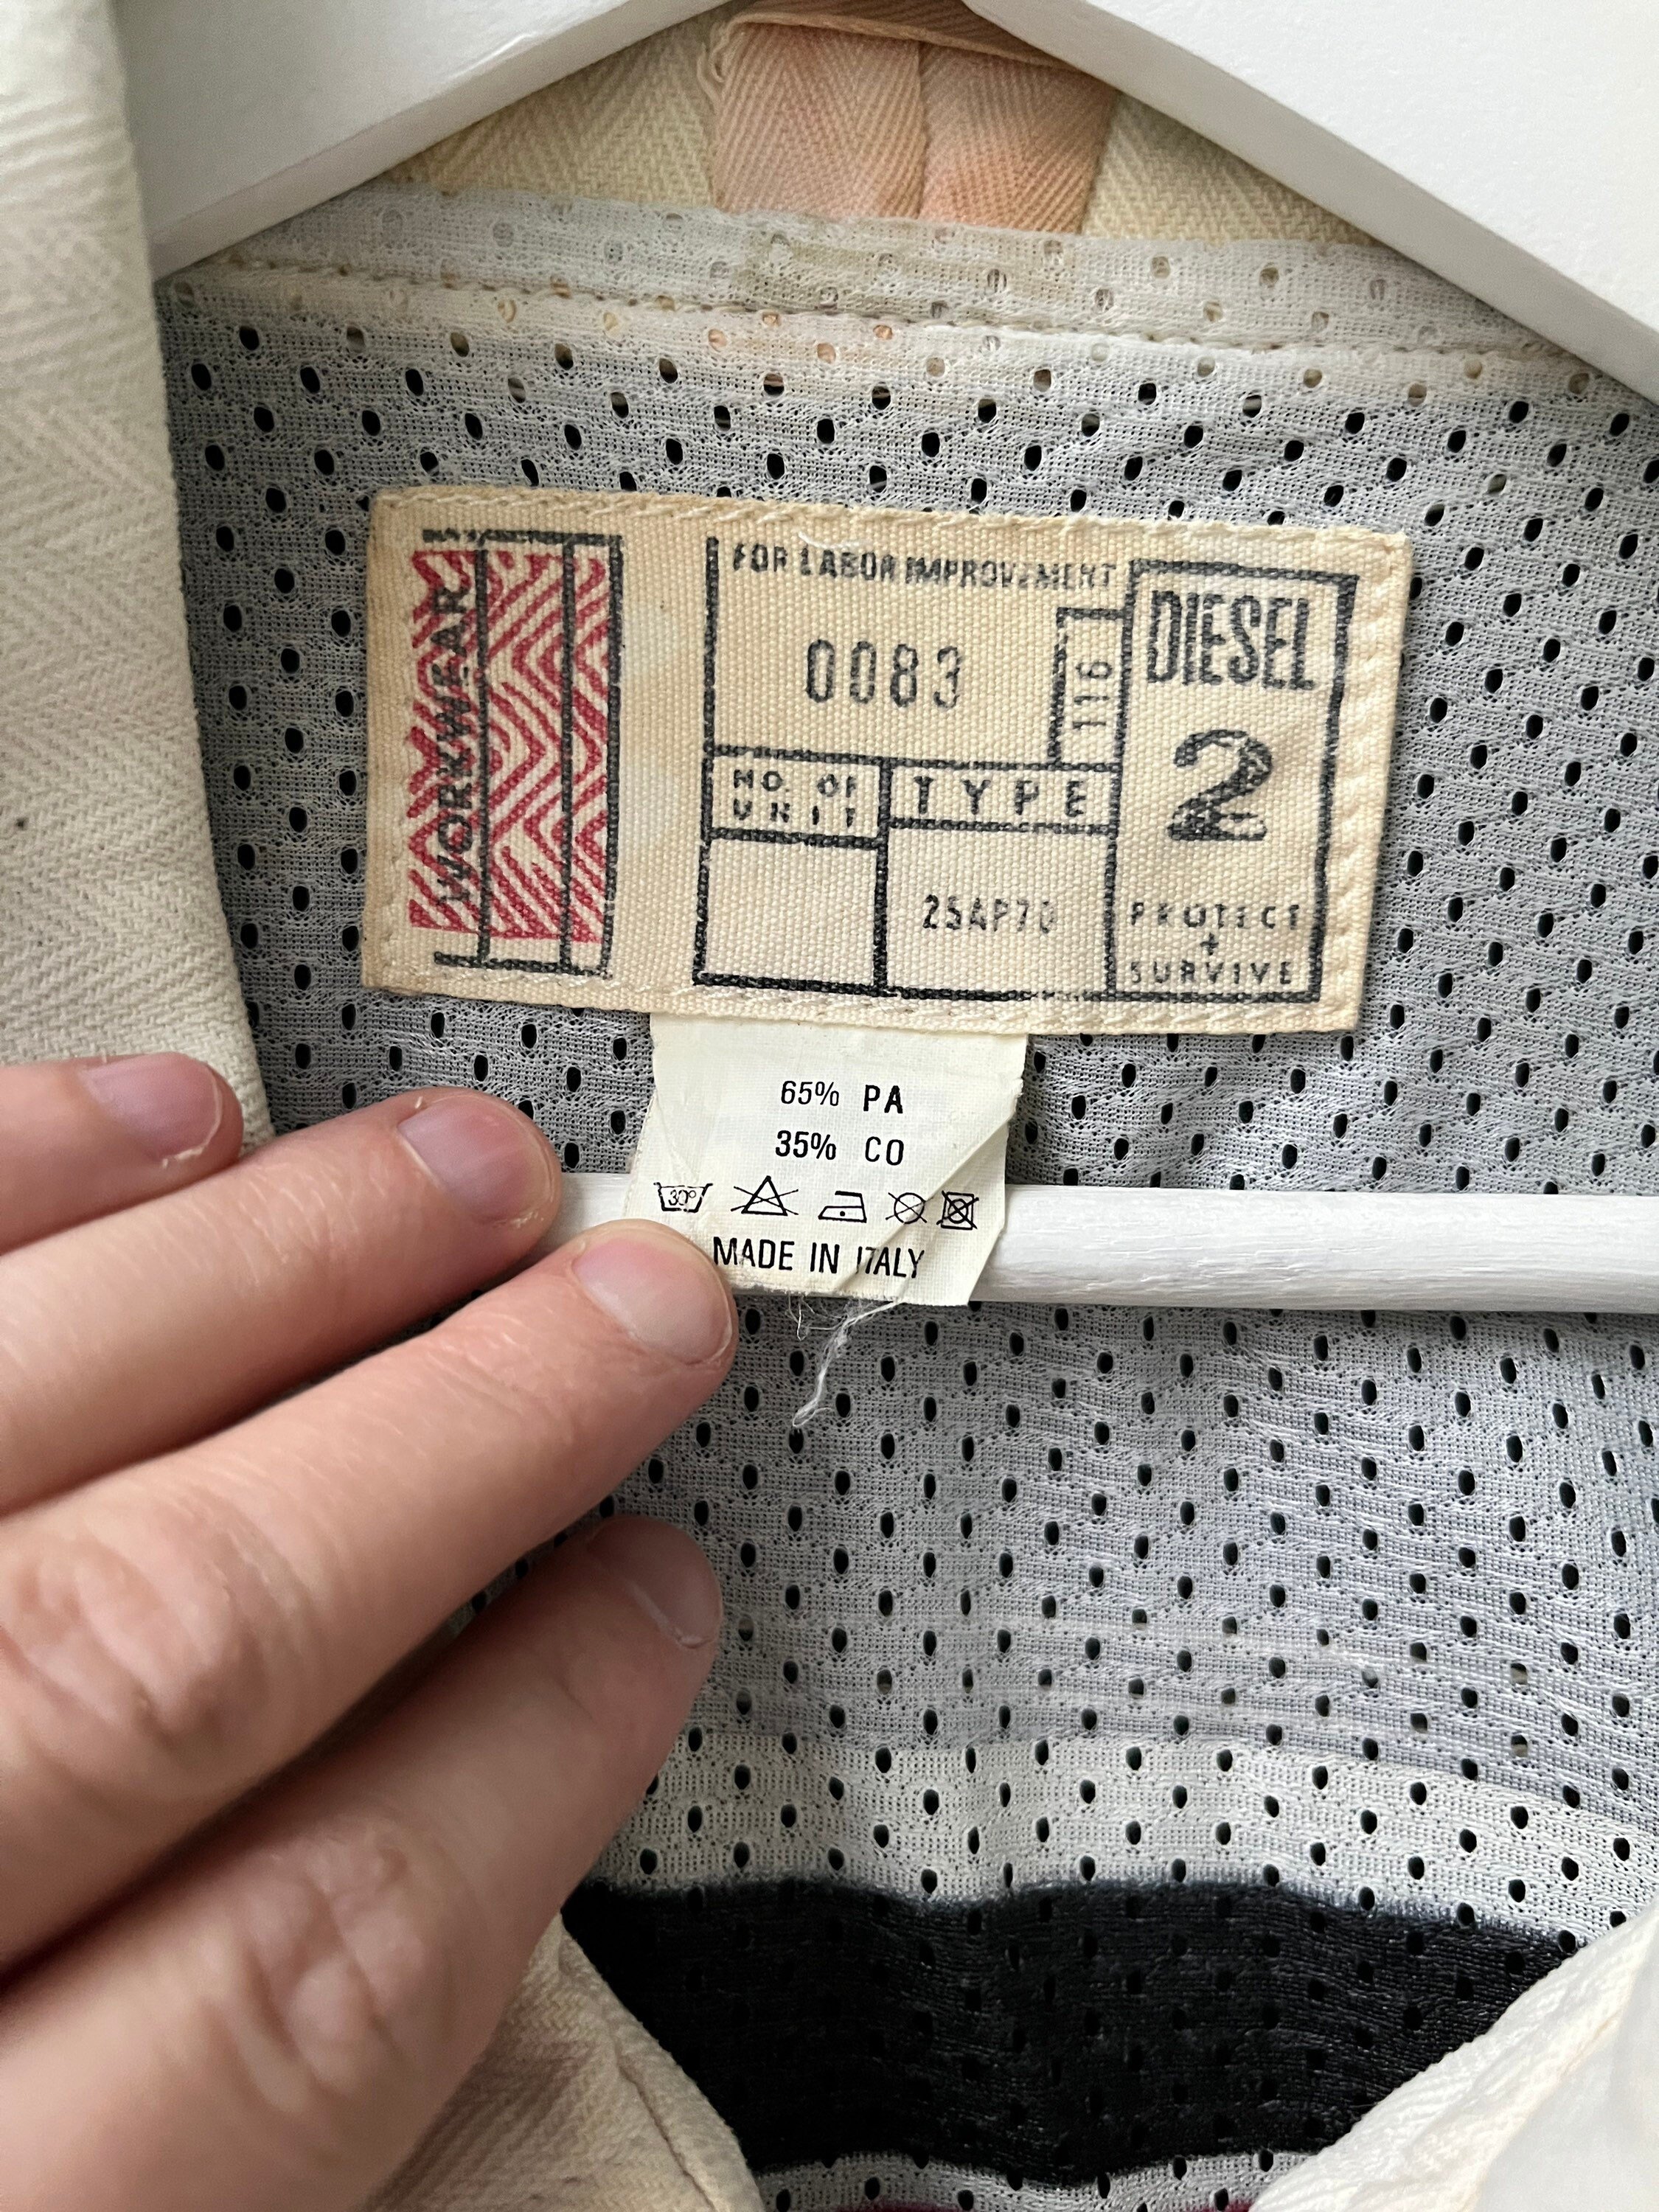 WORKWEAR
FOR LABOR IMPROVEMENT
0083
116
NO. OF
UNIT
TYPE
25AP70
DIESEL
2
PROTECT
+
SURVIVE
65% PA
35% CO
30°
MADE IN ITALY